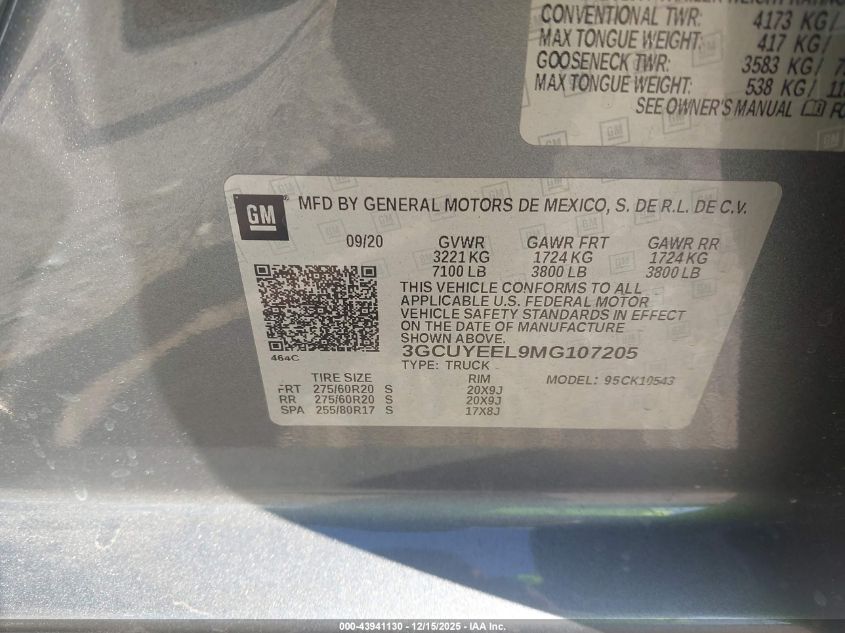 TRAILER WEIGHT RATING
CONVENTIONAL TWR: 4173 KG/
MAX TONGUE WEIGHT: 417 KG/
GOOSENECK TWR: 3583 KG/
MAX TONGUE WEIGHT: 538 KG/
SEE OWNER'S MANUAL
GM MFD BY GENERAL MOTORS DE MEXICO, S. DE R.L. DE C.V.
09/20 GVWR GAWR FRT GAWR RR
3221 KG 1724 KG 1724 KG
7100 LB 3800 LB 3800 LB
THIS VEHICLE CONFORMS TO ALL
APPLICABLE U.S. FEDERAL MOTOR
VEHICLE SAFETY STANDARDS IN EFFECT
ON THE DATE OF MANUFACTURE
SHOWN ABOVE.
464C 3GCUYEEL9MG107205
TYPE: TRUCK
TIRE SIZE RIM MODEL: 95CK10543
FRT 275/60R20 S 20X9J
RR 275/60R20 S 20X9J
SPA 255/80R17 S 17X8J
000-43941130 - 12/15/2025 - IAA Inc.